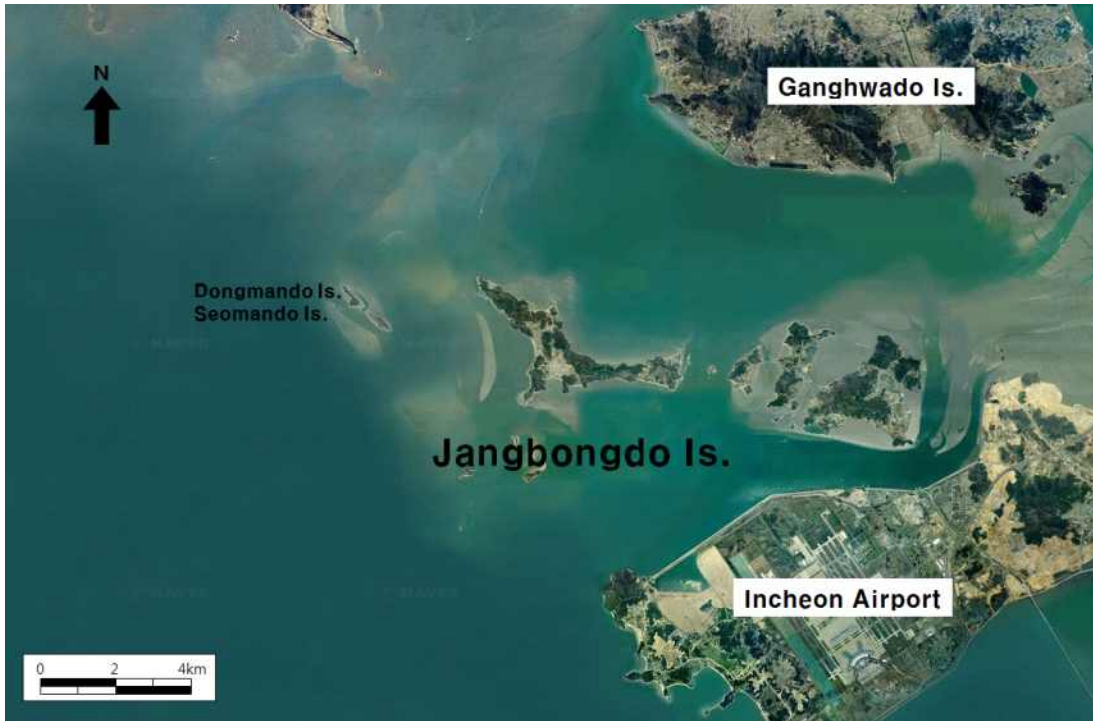 N
Ganghwado Is.
Dongmando Is.
Seomando Is.
Jangbongdo Is.
Incheon Airport
0 2 4km